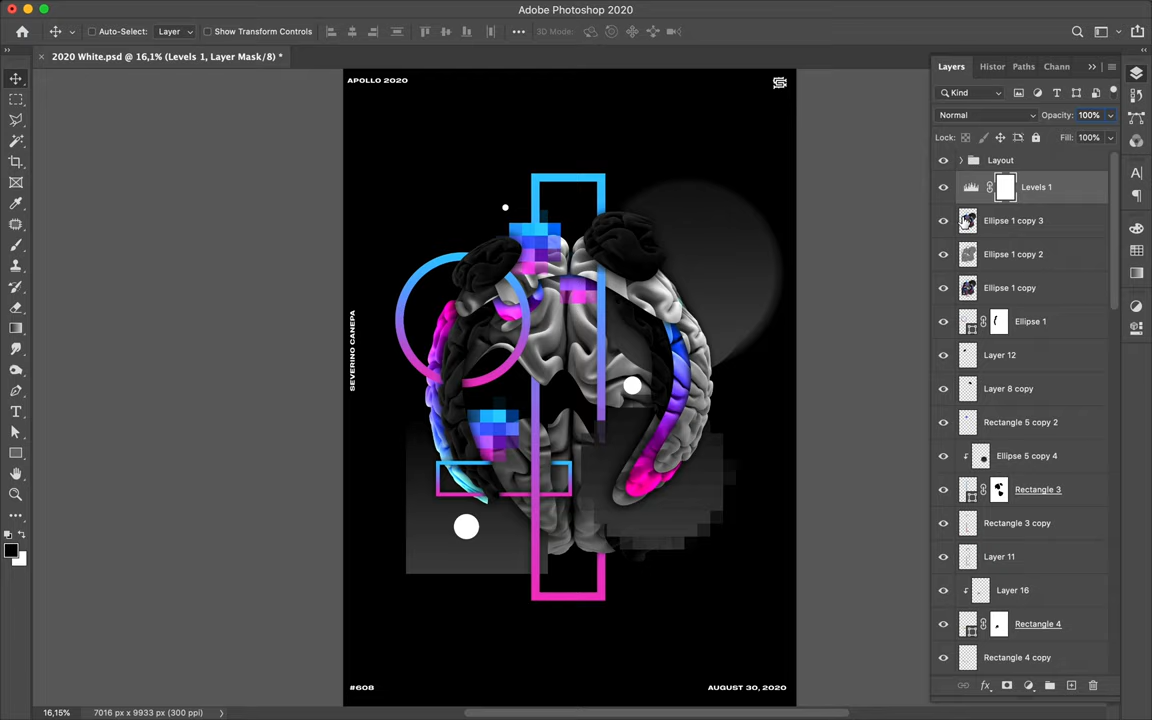 Adobe Photoshop 2020
Auto-Select: Layer Show Transform Controls 3D Mode:
2020 White.psd @ 16,1% (Levels 1, Layer Mask/8) *
APOLLO 2020
SEVERINO CANEPA
#608 AUGUST 30, 2020
Layers Histor Paths Chann
Kind
Normal Opacity: 100%
Lock: Fill: 100%
Layout
Levels 1
Ellipse 1 copy 3
Ellipse 1 copy 2
Ellipse 1 copy
Ellipse 1
Layer 12
Layer 8 copy
Rectangle 5 copy 2
Ellipse 5 copy 4
Rectangle 3
Rectangle 3 copy
Layer 11
Layer 16
Rectangle 4
Rectangle 4 copy
16,15% 7016 px x 9933 px (300 ppi)